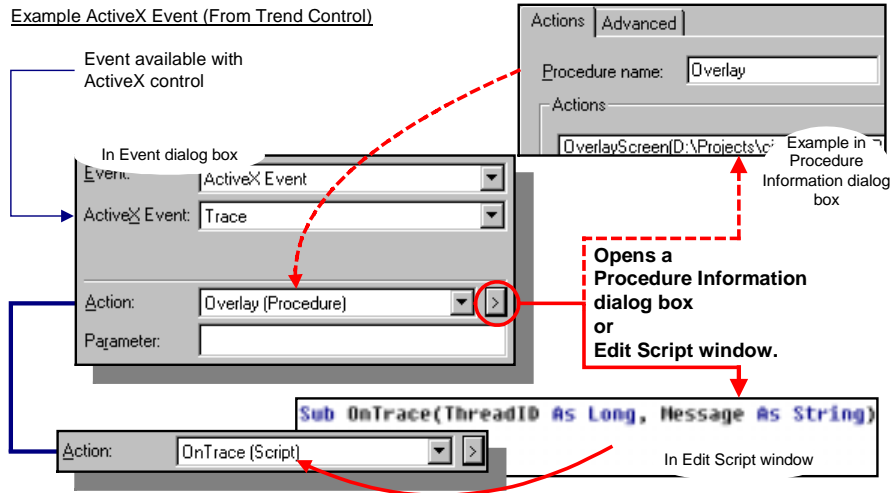 Example ActiveX Event (From Trend Control)
Event available with
ActiveX control
Actions
Advanced
Procedure name:
Overlay
Actions
OverlayScreen(D:\Projects\
Example in
Procedure
Information dialog
box
In Event dialog box
Event:
ActiveX Event
ActiveX Event:
Trace
Action:
Overlay (Procedure)
>
Parameter:
Opens a
Procedure Information
dialog box
or
Edit Script window.
Sub OnTrace(ThreadID As Long, Message As String)
In Edit Script window
Action:
OnTrace (Script)
>